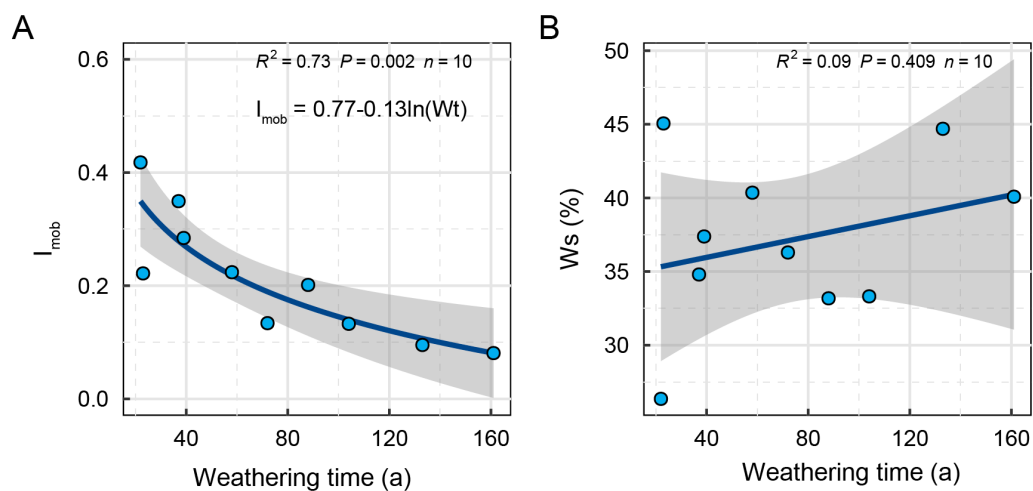 A
R² = 0.73 P = 0.002 n = 10
I_mob = 0.77-0.13ln(Wt)
0.6
0.4
0.2
0.0
I_mob
40 80 120 160
Weathering time (a)
B
R² = 0.09 P = 0.409 n = 10
50
45
40
35
30
Ws (%)
40 80 120 160
Weathering time (a)